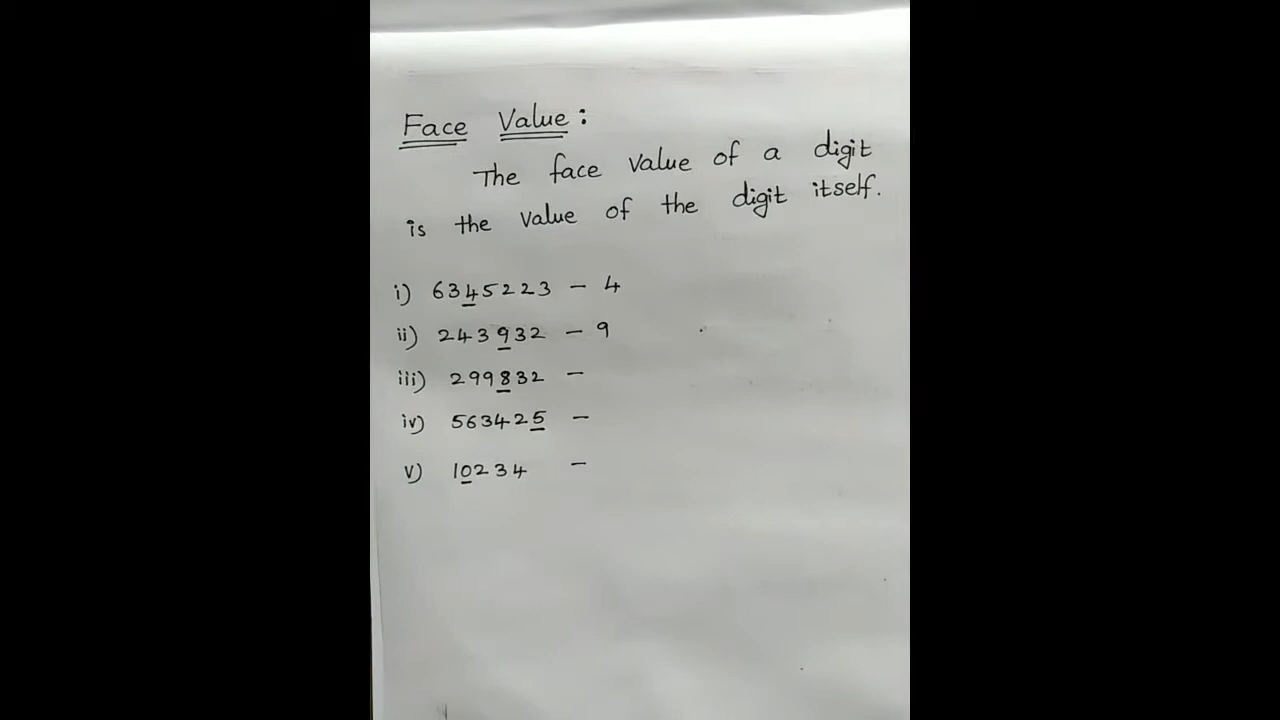 Face Value:
The face value of a digit
is the value of the digit itself.
i) 6345223 - 4
ii) 243932 - 9
iii) 299832 -
iv) 563425 -
v) 10234 -